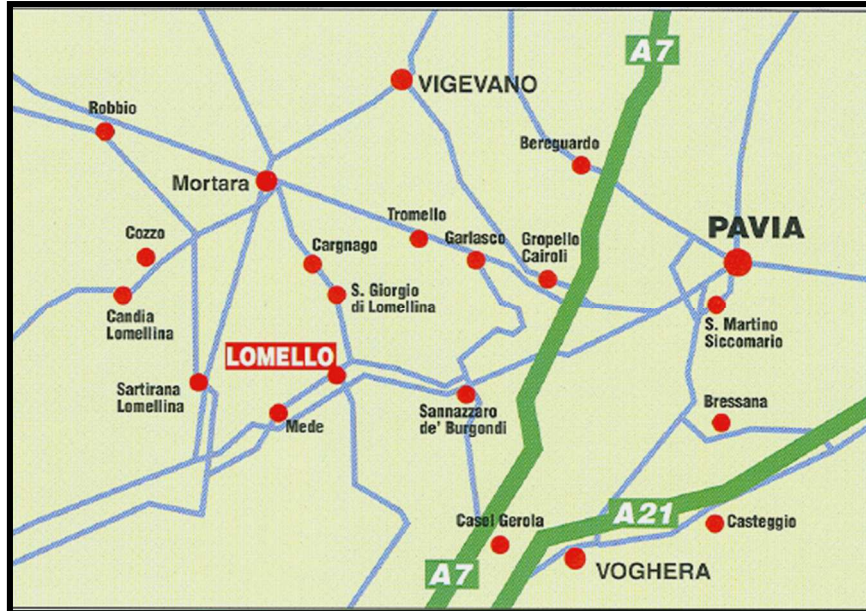 A7
VIGEVANO
Robbio
Bereguardo
Mortara
PAVIA
Tromello
Cozzo
Cargnago
Garlasco
Gropello
Cairoli
S. Giorgio
di Lomellina
Candia
Lomellina
S. Martino
Siccomario
LOMELLO
Sartirana
Lomellina
Mede
Sannazzaro
de' Burgondi
Bressana
A21
Casel Gerola
Casteggio
A7
VOGHERA